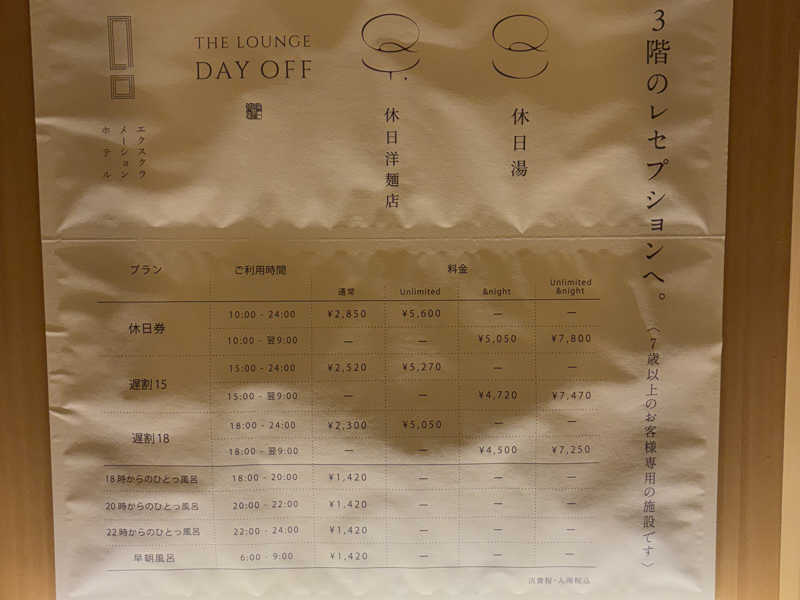 3階のレセプションへ。〈7歳以上のお客様専用の施設です〉
休日湯
休日洋麺店
THE LOUNGE
DAY OFF
エクスクラ
メーション
ホテル
プラン ご利用時間 料金
通常 Unlimited &night Unlimited &night
休日券 10:00 - 24:00 ¥2,850 ¥5,600 — —
10:00 - 翌9:00 — — ¥5,050 ¥7,800
遅割15 15:00 - 24:00 ¥2,520 ¥5,270 — —
15:00 - 翌9:00 — — ¥4,720 ¥7,470
遅割18 18:00 - 24:00 ¥2,300 ¥5,050 — —
18:00 - 翌9:00 — — ¥4,500 ¥7,250
18時からのひとっ風呂 18:00 - 20:00 ¥1,420 — — —
20時からのひとっ風呂 20:00 - 22:00 ¥1,420 — — —
22時からのひとっ風呂 22:00 - 24:00 ¥1,420 — — —
早朝風呂 6:00 - 9:00 ¥1,420 — — —
消費税・入湯税込